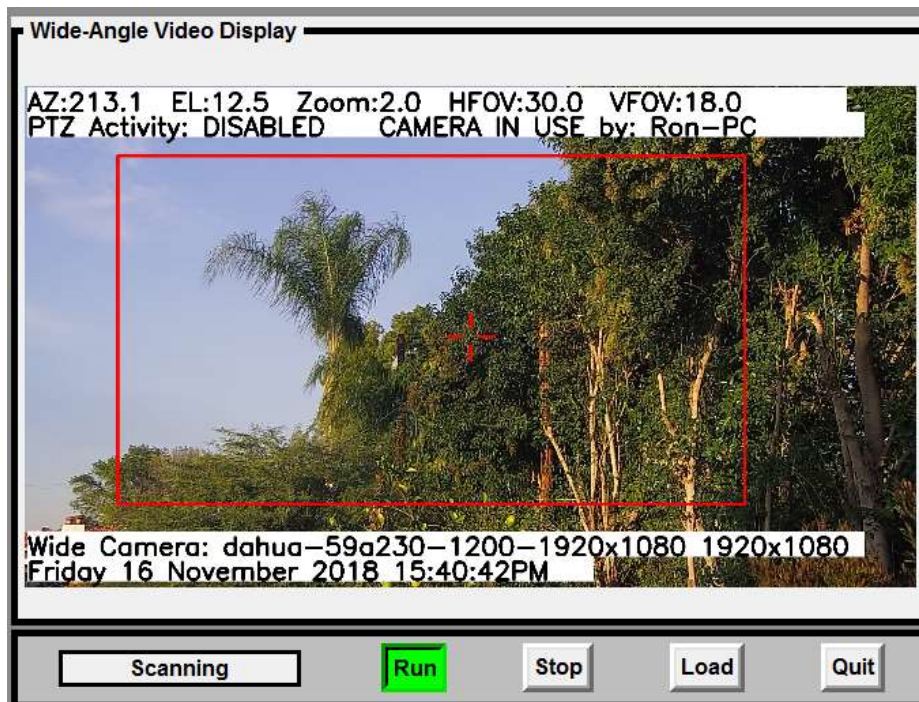 Wide-Angle Video Display
AZ:213.1 EL:12.5 Zoom:2.0 HFOV:30.0 VFOV:18.0
PTZ Activity: DISABLED CAMERA IN USE by: Ron-PC
Wide Camera: dahua-59a230-1200-1920x1080 1920x1080
Friday 16 November 2018 15:40:42PM
Scanning Run Stop Load Quit